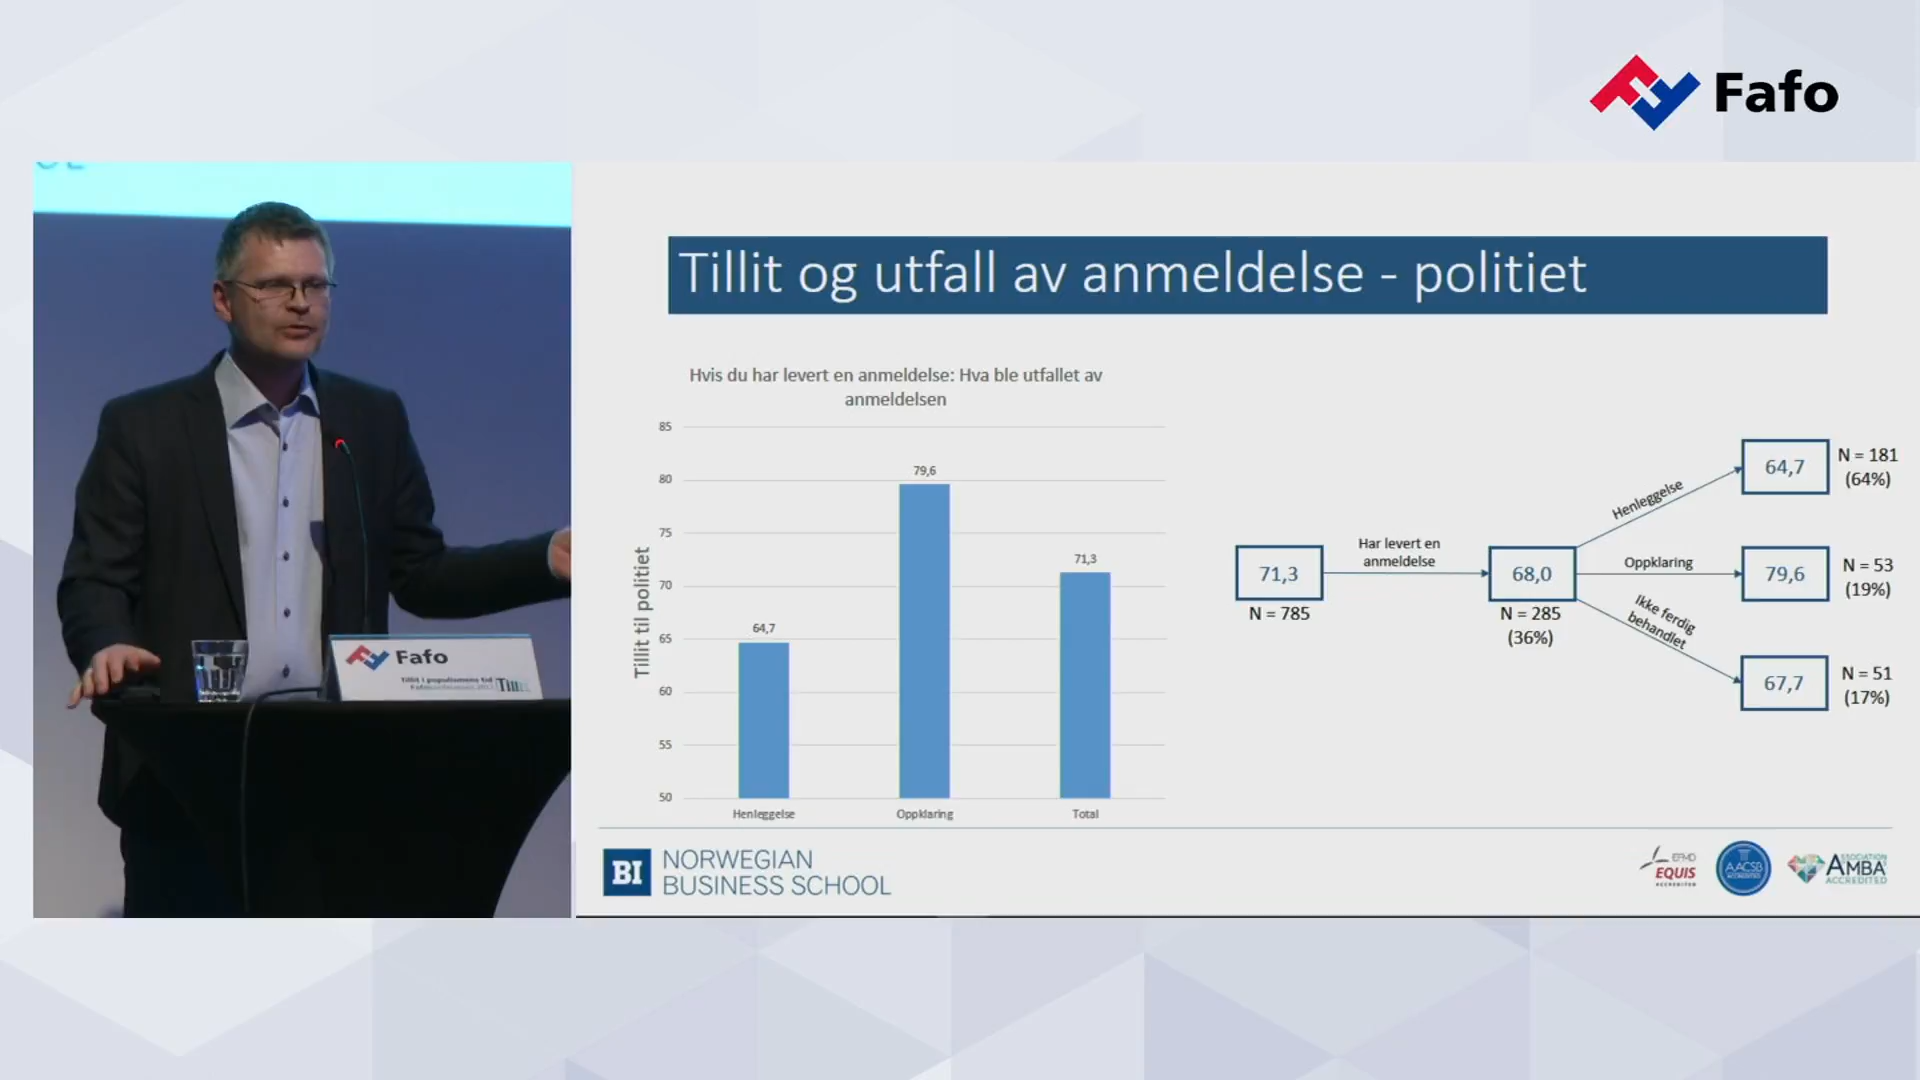 Fafo
Tillit og utfall av anmeldelse - politiet
Hvis du har levert en anmeldelse: Hva ble utfallet av
anmeldelsen
Tillit til politiet
85
80
75
70
65
60
55
50
64,7
79,6
71,3
Henleggelse
Oppklaring
Total
71,3
N = 785
Har levert en
anmeldelse
68,0
N = 285
(36%)
Henleggelse
64,7
N = 181
(64%)
Oppklaring
79,6
N = 53
(19%)
Ikke ferdig
behandlet
67,7
N = 51
(17%)
Fafo
Tillit i populismens tid
BI
NORWEGIAN
BUSINESS SCHOOL
EFMD
EQUIS
ACCREDITED
AACSB
ACCREDITED
AMBA
ACCREDITED